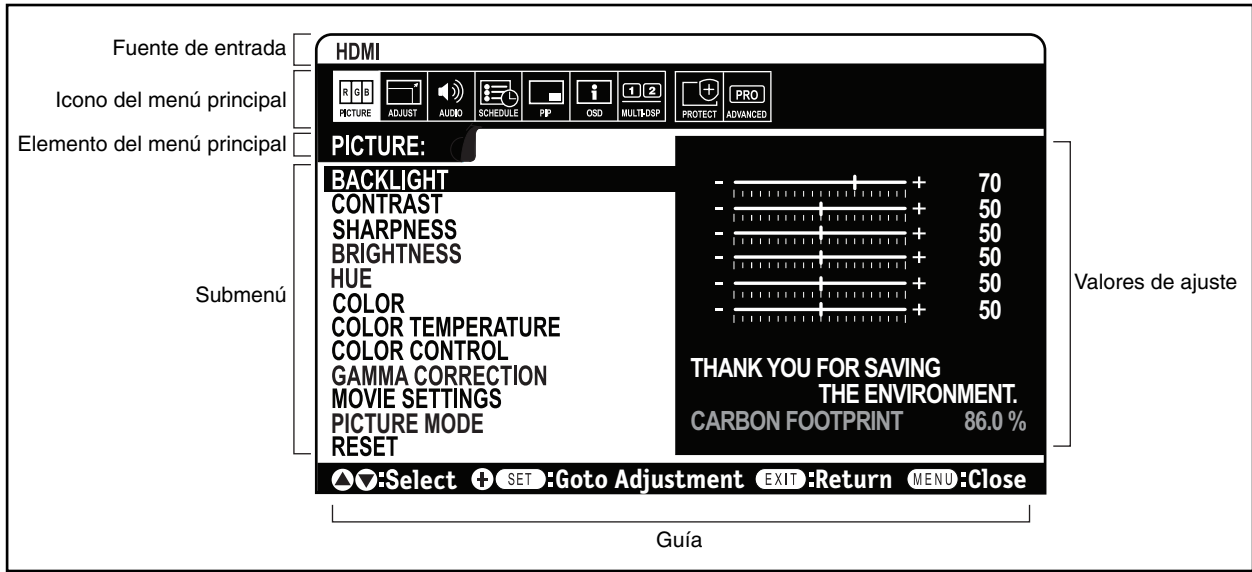 Fuente de entrada
HDMI
Icono del menú principal
R G B
PICTURE
ADJUST
AUDIO
SCHEDULE
PIP
i
OSD
1 2
MULTI-DSP
PROTECT
PRO
ADVANCED
Elemento del menú principal
PICTURE:
Submenú
BACKLIGHT - + 70
CONTRAST - + 50
SHARPNESS - + 50
BRIGHTNESS - + 50
HUE - + 50
COLOR - + 50
COLOR TEMPERATURE
COLOR CONTROL
GAMMA CORRECTION
MOVIE SETTINGS
PICTURE MODE
RESET
THANK YOU FOR SAVING
THE ENVIRONMENT.
CARBON FOOTPRINT 86.0 %
Valores de ajuste
:Select + SET :Goto Adjustment EXIT :Return MENU :Close
Guía